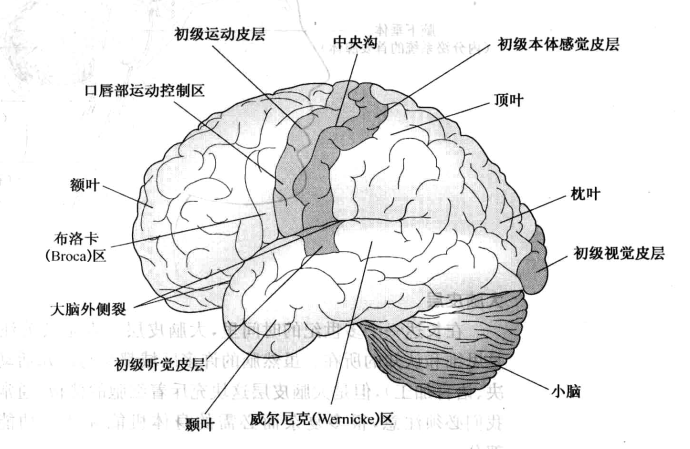 初级运动皮层
中央沟
初级本体感觉皮层
口唇部运动控制区
顶叶
额叶
枕叶
布洛卡
(Broca)区
初级视觉皮层
大脑外侧裂
初级听觉皮层
小脑
颞叶
威尔尼克(Wernicke)区